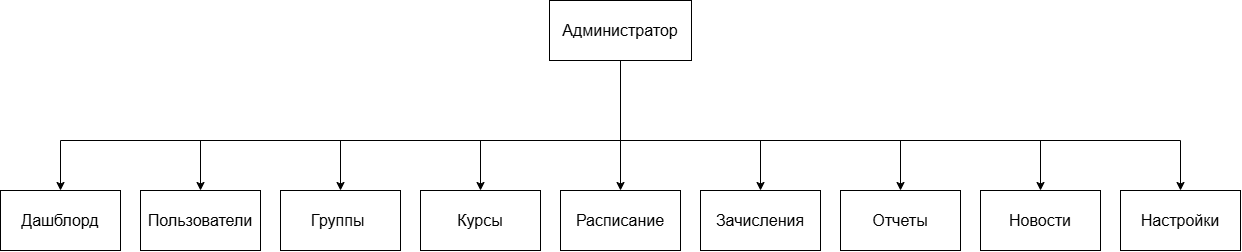 Администратор
Дашблорд
Пользователи
Группы
Курсы
Расписание
Зачисления
Отчеты
Новости
Настройки